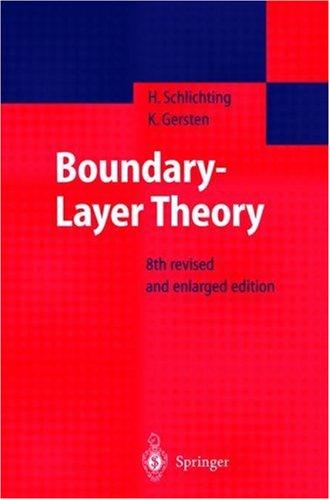 H. Schlichting
K. Gersten
Boundary-
Layer Theory
8th revised
and enlarged edition
Springer